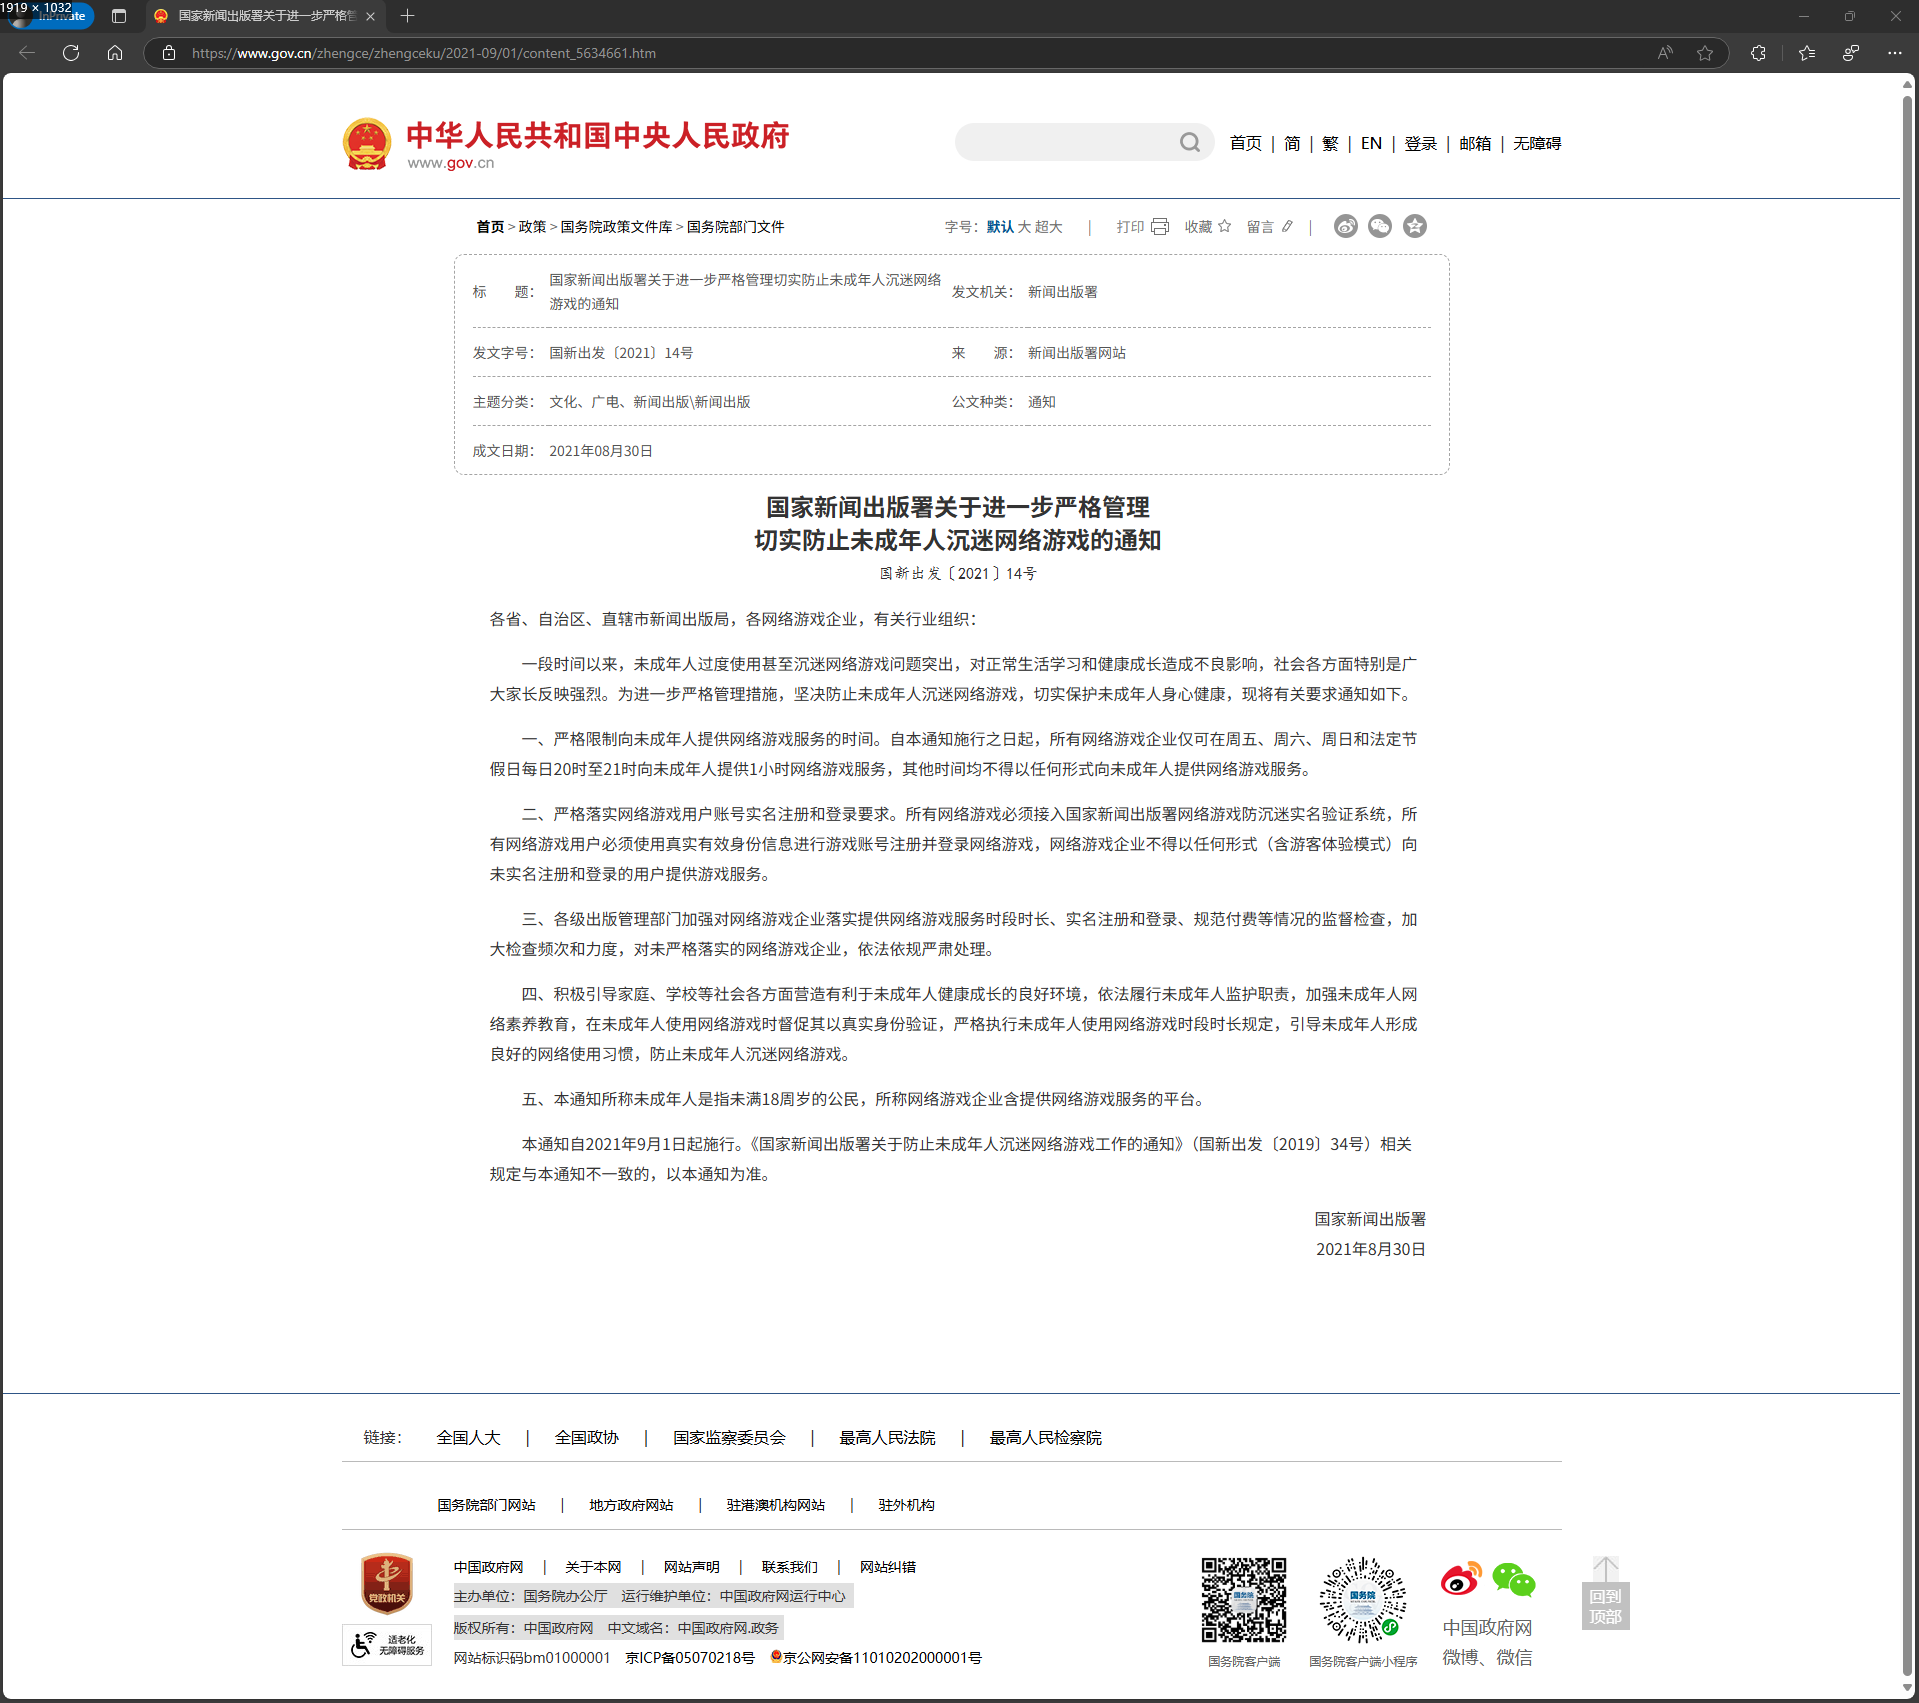 1919 × 1032
InPrivate
国家新闻出版署关于进一步严格管
https://www.gov.cn/zhengce/zhengceku/2021-09/01/content_5634661.htm
中华人民共和国中央人民政府
www.gov.cn
首页 | 简 | 繁 | EN | 登录 | 邮箱 | 无障碍
首页 > 政策 > 国务院政策文件库 > 国务院部门文件
字号：默认 大 超大 | 打印 收藏 留言 |
标　　题：国家新闻出版署关于进一步严格管理切实防止未成年人沉迷网络
游戏的通知
发文机关：新闻出版署
发文字号：国新出发〔2021〕14号
来　　源：新闻出版署网站
主题分类：文化、广电、新闻出版\新闻出版
公文种类：通知
成文日期：2021年08月30日
国家新闻出版署关于进一步严格管理
切实防止未成年人沉迷网络游戏的通知
国新出发〔2021〕14号
各省、自治区、直辖市新闻出版局，各网络游戏企业，有关行业组织：
一段时间以来，未成年人过度使用甚至沉迷网络游戏问题突出，对正常生活学习和健康成长造成不良影响，社会各方面特别是广
大家长反映强烈。为进一步严格管理措施，坚决防止未成年人沉迷网络游戏，切实保护未成年人身心健康，现将有关要求通知如下。
一、严格限制向未成年人提供网络游戏服务的时间。自本通知施行之日起，所有网络游戏企业仅可在周五、周六、周日和法定节
假日每日20时至21时向未成年人提供1小时网络游戏服务，其他时间均不得以任何形式向未成年人提供网络游戏服务。
二、严格落实网络游戏用户账号实名注册和登录要求。所有网络游戏必须接入国家新闻出版署网络游戏防沉迷实名验证系统，所
有网络游戏用户必须使用真实有效身份信息进行游戏账号注册并登录网络游戏，网络游戏企业不得以任何形式（含游客体验模式）向
未实名注册和登录的用户提供游戏服务。
三、各级出版管理部门加强对网络游戏企业落实提供网络游戏服务时段时长、实名注册和登录、规范付费等情况的监督检查，加
大检查频次和力度，对未严格落实的网络游戏企业，依法依规严肃处理。
四、积极引导家庭、学校等社会各方面营造有利于未成年人健康成长的良好环境，依法履行未成年人监护职责，加强未成年人网
络素养教育，在未成年人使用网络游戏时督促其以真实身份验证，严格执行未成年人使用网络游戏时段时长规定，引导未成年人形成
良好的网络使用习惯，防止未成年人沉迷网络游戏。
五、本通知所称未成年人是指未满18周岁的公民，所称网络游戏企业含提供网络游戏服务的平台。
本通知自2021年9月1日起施行。《国家新闻出版署关于防止未成年人沉迷网络游戏工作的通知》（国新出发〔2019〕34号）相关
规定与本通知不一致的，以本通知为准。
国家新闻出版署
2021年8月30日
链接： 全国人大 | 全国政协 | 国家监察委员会 | 最高人民法院 | 最高人民检察院
国务院部门网站 | 地方政府网站 | 驻港澳机构网站 | 驻外机构
党政机关
适老化
无障碍服务
中国政府网 | 关于本网 | 网站声明 | 联系我们 | 网站纠错
主办单位：国务院办公厅　运行维护单位：中国政府网运行中心
版权所有：中国政府网　中文域名：中国政府网.政务
网站标识码bm01000001　京ICP备05070218号　京公网安备11010202000001号
国务院
国务院客户端
国务院
国务院客户端小程序
中国政府网
微博、微信
回到
顶部